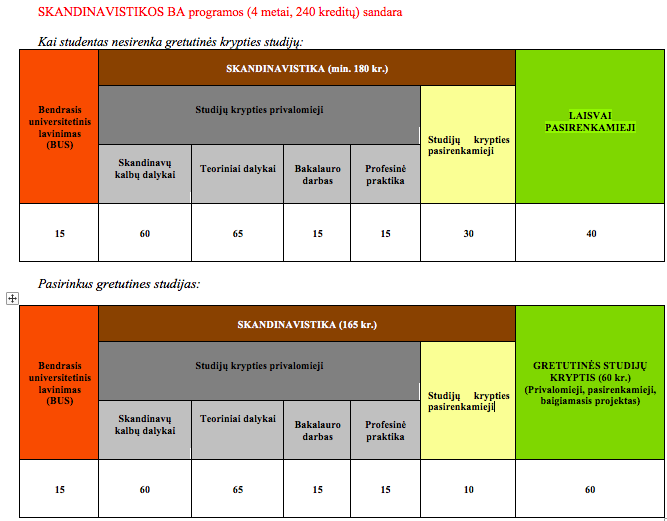 SKANDINAVISTIKOS BA programos (4 metai, 240 kreditų) sandara
Kai studentas nesirenka gretutinės krypties studijų:
Bendrasis
universitetinis
lavinimas
(BUS)
SKANDINAVISTIKA (min. 180 kr.)
Studijų krypties privalomieji
Skandinavų
kalbų dalykai
Teoriniai dalykai
Bakalauro
darbas
Profesinė
praktika
Studijų krypties
pasirenkamieji
LAISVAI
PASIRENKAMIEJI
15 60 65 15 15 30 40
Pasirinkus gretutines studijas:
Bendrasis
universitetinis
lavinimas
(BUS)
SKANDINAVISTIKA (165 kr.)
Studijų krypties privalomieji
Skandinavų
kalbų dalykai
Teoriniai dalykai
Bakalauro
darbas
Profesinė
praktika
Studijų krypties
pasirenkamieji
GRETUTINĖS STUDIJŲ
KRYPTIS (60 kr.)
(Privalomieji, pasirenkamieji,
baigiamasis projektas)
15 60 65 15 15 10 60